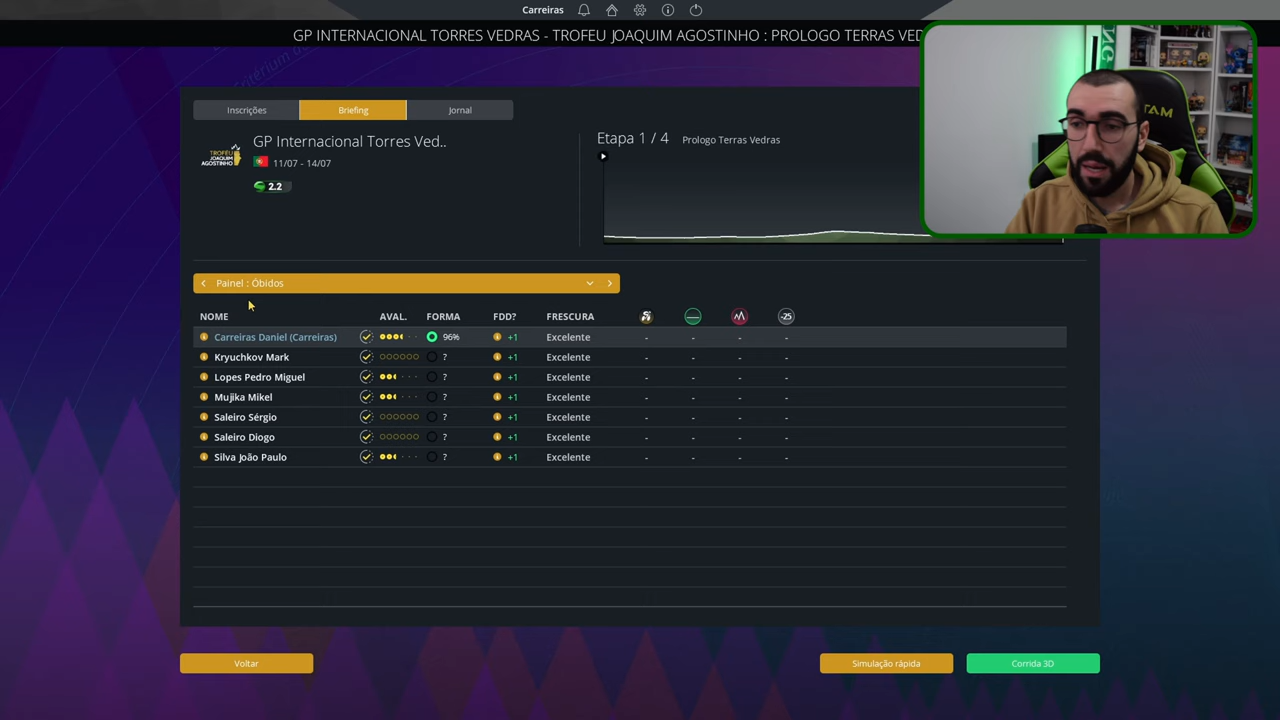 Carreiras
GP INTERNACIONAL TORRES VEDRAS - TROFEU JOAQUIM AGOSTINHO : PROLOGO TERRAS VED
Inscrições
Briefing
Jornal
TROFÉU
JOAQUIM
AGOSTINHO
GP Internacional Torres Ved..
11/07 - 14/07
2.2
Etapa 1 / 4 Prologo Terras Vedras
Painel : Óbidos
NOME AVAL. FORMA FDD? FRESCURA -25
Carreiras Daniel (Carreiras) 96% +1 Excelente - - - -
Kryuchkov Mark ? +1 Excelente - - - -
Lopes Pedro Miguel ? +1 Excelente - - - -
Mujika Mikel ? +1 Excelente - - - -
Saleiro Sérgio ? +1 Excelente - - - -
Saleiro Diogo ? +1 Excelente - - - -
Silva João Paulo ? +1 Excelente - - - -
Voltar
Simulação rápida
Corrida 3D